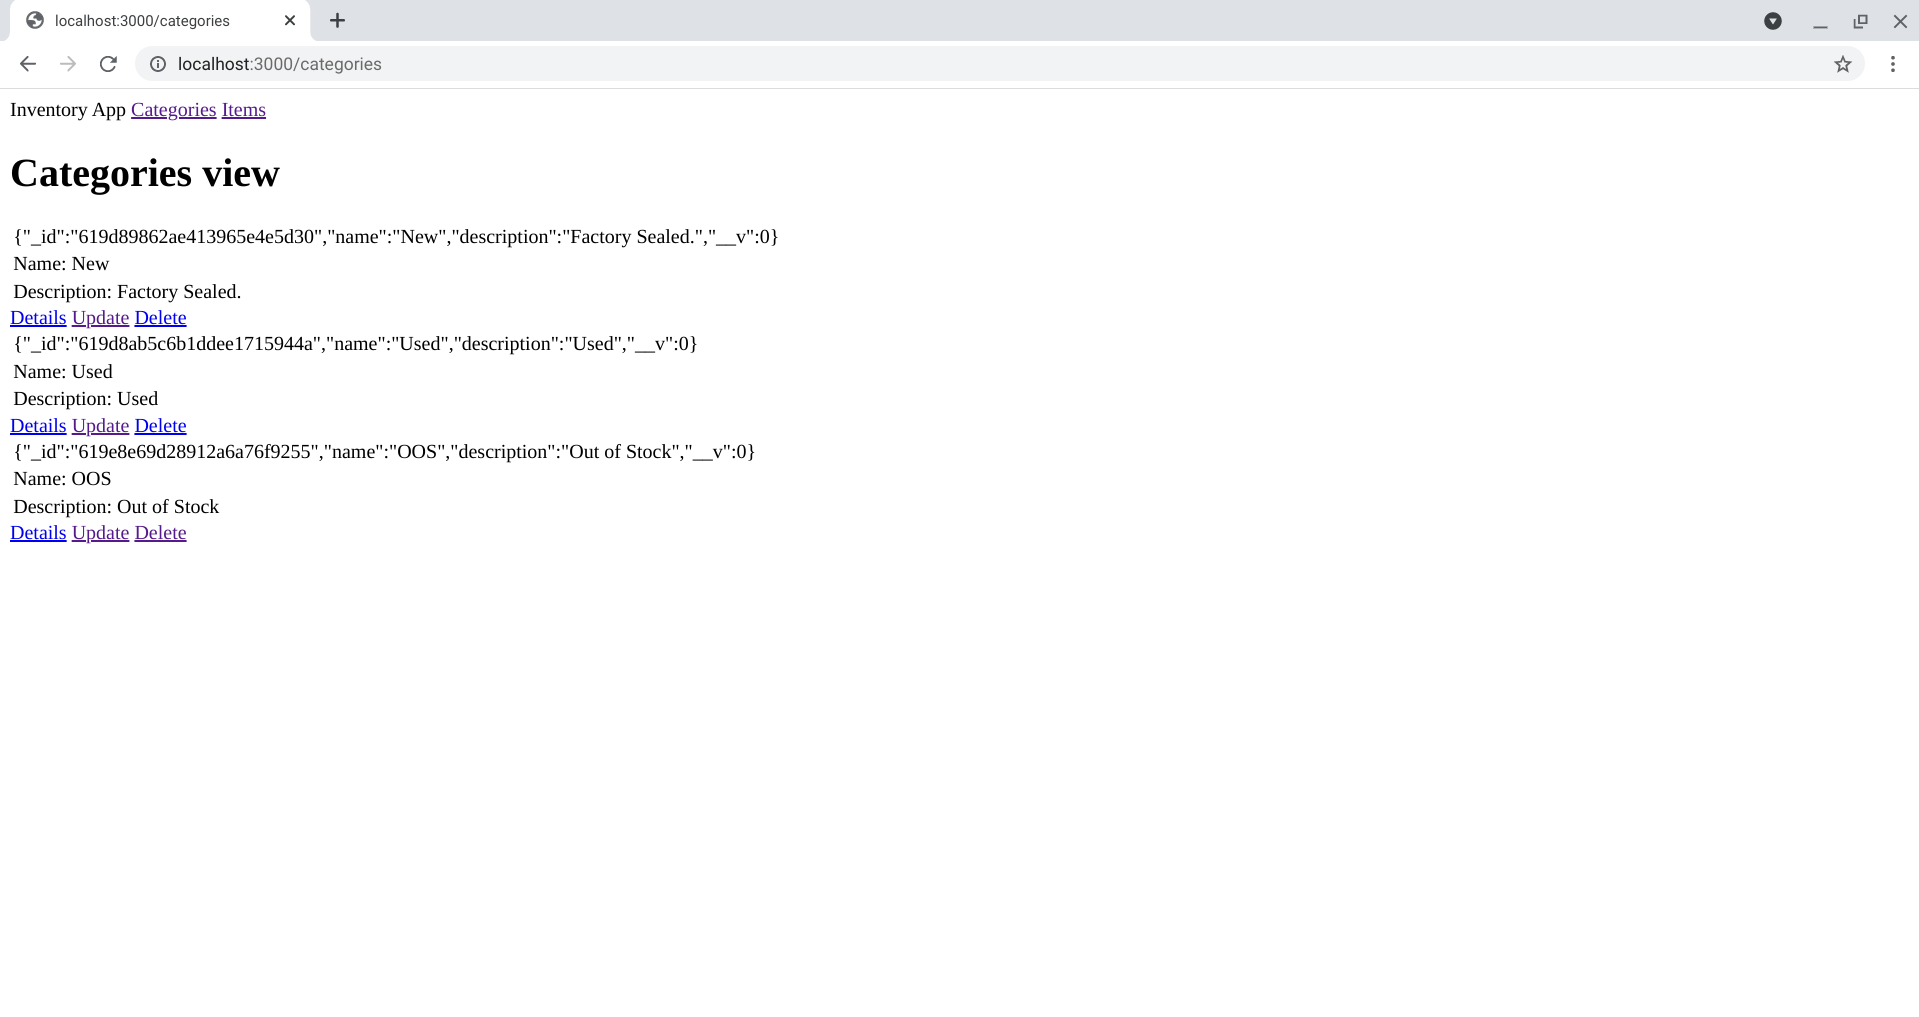 localhost:3000/categories
localhost:3000/categories
Inventory App Categories Items
Categories view
{"_id":"619d89862ae413965e4e5d30","name":"New","description":"Factory Sealed.","__v":0}
Name: New
Description: Factory Sealed.
Details Update Delete
{"_id":"619d8ab5c6b1ddee1715944a","name":"Used","description":"Used","__v":0}
Name: Used
Description: Used
Details Update Delete
{"_id":"619e8e69d28912a6a76f9255","name":"OOS","description":"Out of Stock","__v":0}
Name: OOS
Description: Out of Stock
Details Update Delete